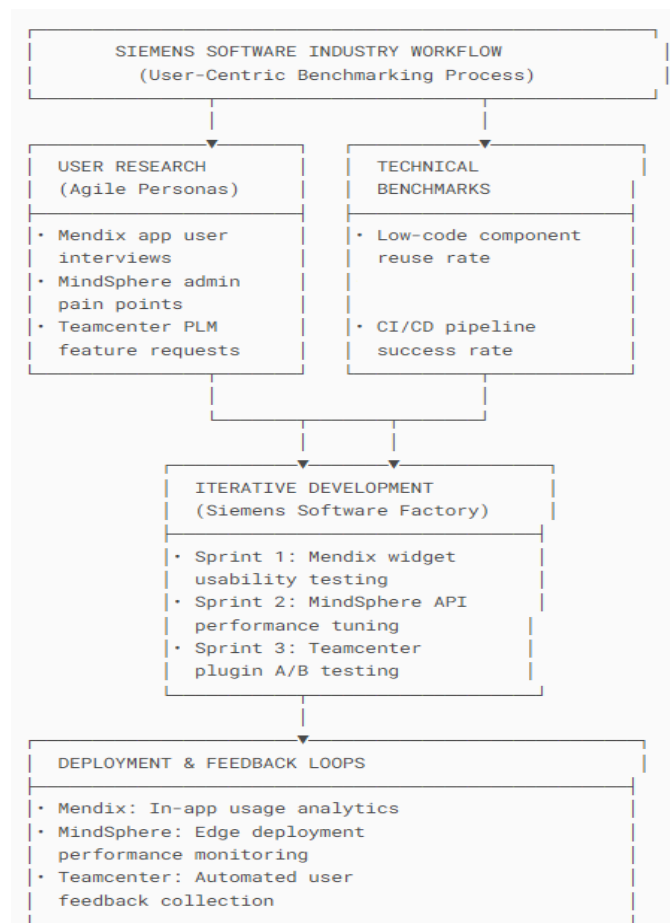 SIEMENS SOFTWARE INDUSTRY WORKFLOW
(User-Centric Benchmarking Process)
USER RESEARCH
(Agile Personas)
• Mendix app user
interviews
• MindSphere admin
pain points
• Teamcenter PLM
feature requests
TECHNICAL
BENCHMARKS
• Low-code component
reuse rate
• CI/CD pipeline
success rate
ITERATIVE DEVELOPMENT
(Siemens Software Factory)
• Sprint 1: Mendix widget
usability testing
• Sprint 2: MindSphere API
performance tuning
• Sprint 3: Teamcenter
plugin A/B testing
DEPLOYMENT & FEEDBACK LOOPS
• Mendix: In-app usage analytics
• MindSphere: Edge deployment
performance monitoring
• Teamcenter: Automated user
feedback collection